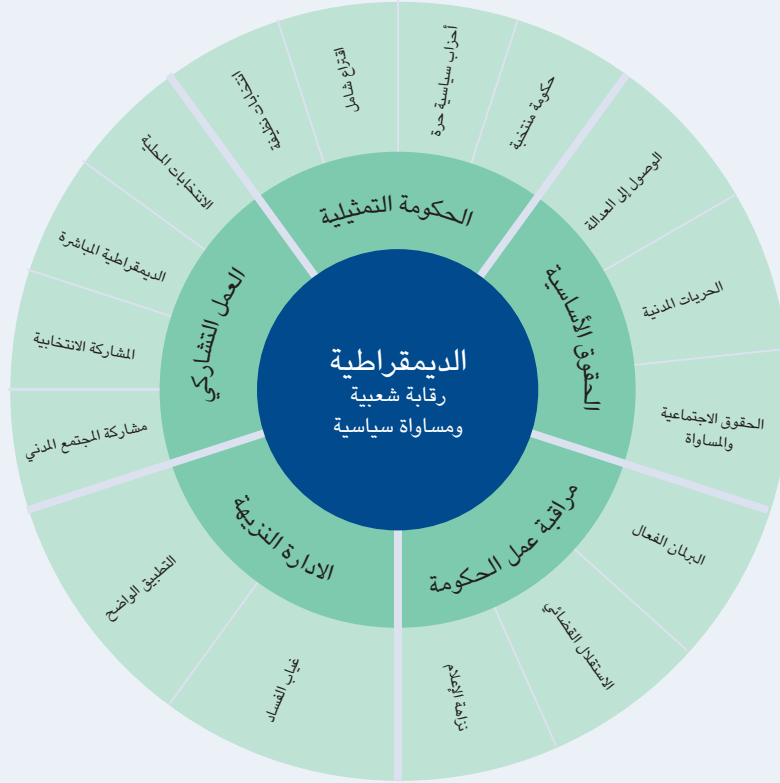 الديمقراطية
رقابة شعبية
ومساواة سياسية
الحكومة التمثيلية
انتخابات نظيفة
اقتراع شامل
أحزاب سياسية حرة
حكومة منتخبة
الحقوق الأساسية
الوصول إلى العدالة
الحريات المدنية
الحقوق الاجتماعية
والمساواة
مراقبة عمل الحكومة
البرلمان الفعال
الاستقلال القضائي
نزاهة الإعلام
الادارة النزيهة
غياب الفساد
التطبيق الواضح
العمل التشاركي
مشاركة المجتمع المدني
المشاركة الانتخابية
الديمقراطية المباشرة
الانتخابات المحلية